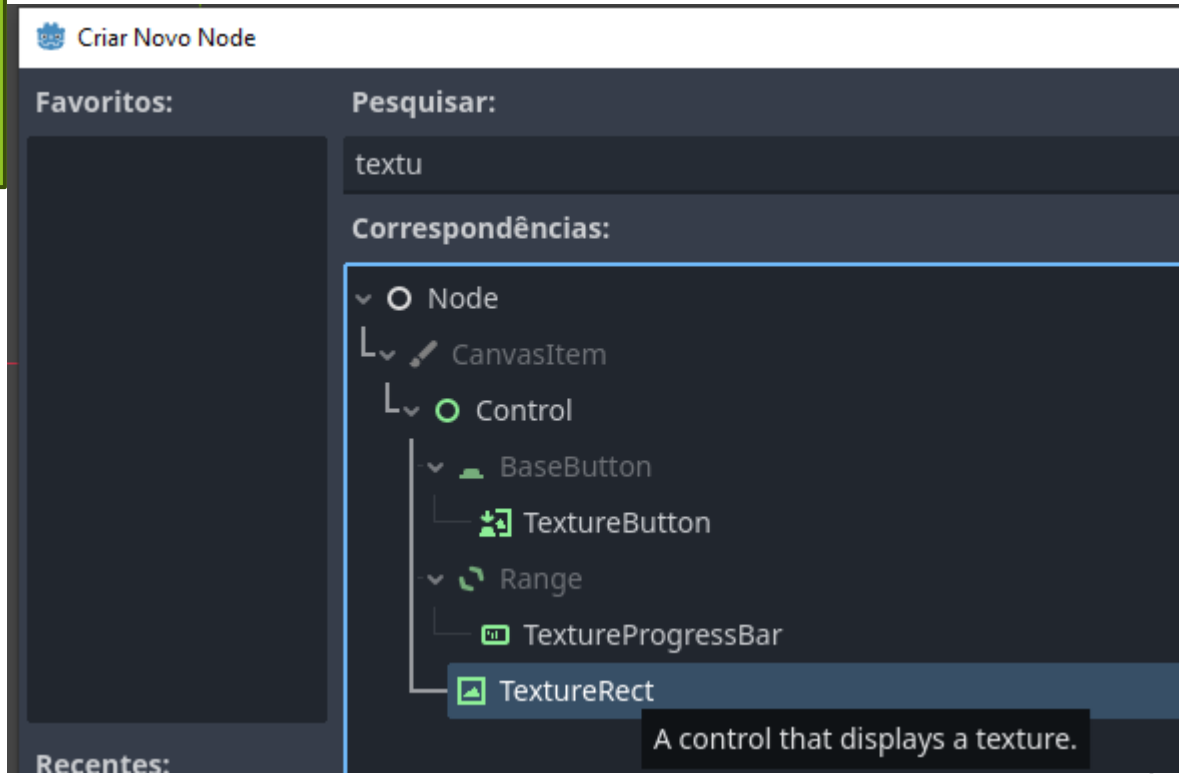 Criar Novo Node
Favoritos:
Pesquisar:
textu
Correspondências:
Node
CanvasItem
Control
BaseButton
TextureButton
Range
TextureProgressBar
TextureRect
A control that displays a texture.
Recentes: